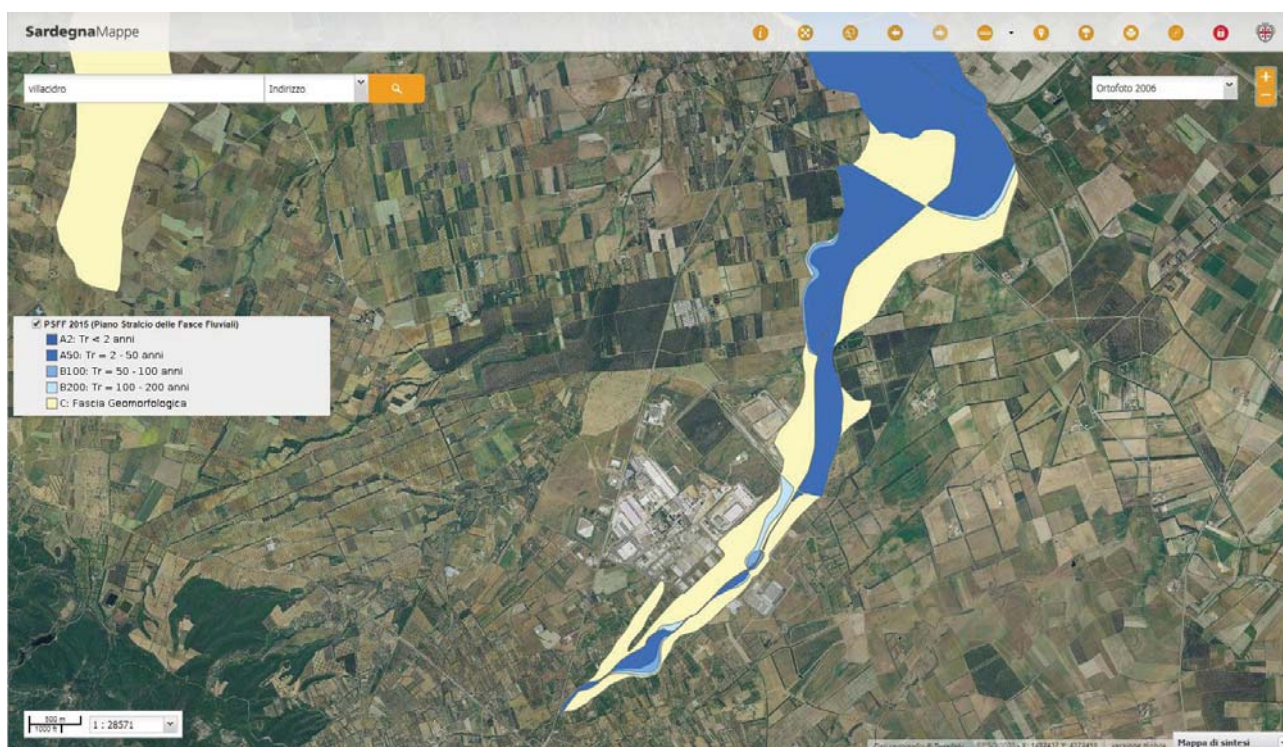 SardegnaMappe
villacidro
Indirizzo
Ortofoto 2006
+
−
PSFF 2015 (Piano Stralcio delle Fasce Fluviali)
A2: Tr < 2 anni
A50: Tr = 2 - 50 anni
B100: Tr = 50 - 100 anni
B200: Tr = 100 - 200 anni
C: Fascia Geomorfologica
500 m
1000 ft
1 : 28571
Mappa di sintesi